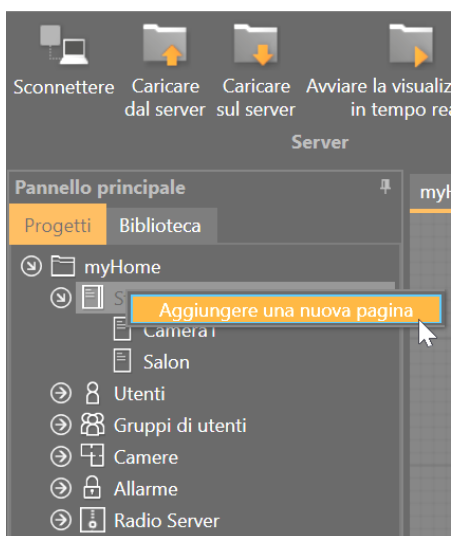 Sconnettere Caricare Caricare Avviare la visualiz
dal server sul server in tempo rea
Server
Pannello principale
Progetti Biblioteca
myHome
Aggiungere una nuova pagina
Camera1
Salon
Utenti
Gruppi di utenti
Camere
Allarme
Radio Server